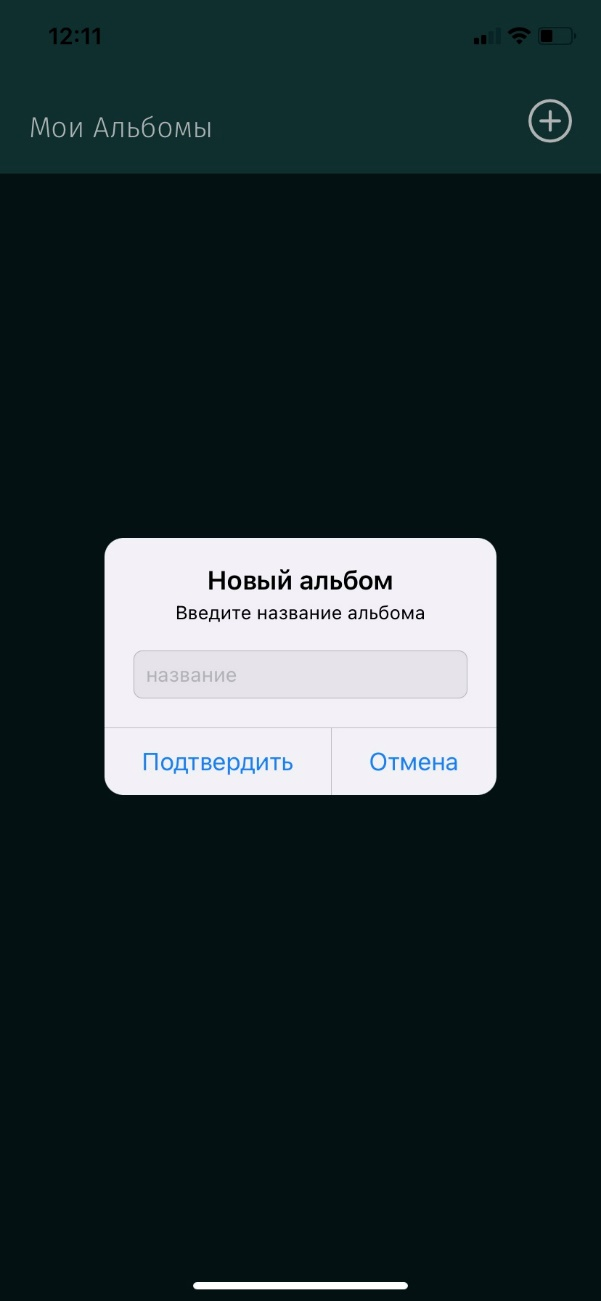 12:11
Мои Альбомы
Новый альбом
Введите название альбома
название
Подтвердить Отмена